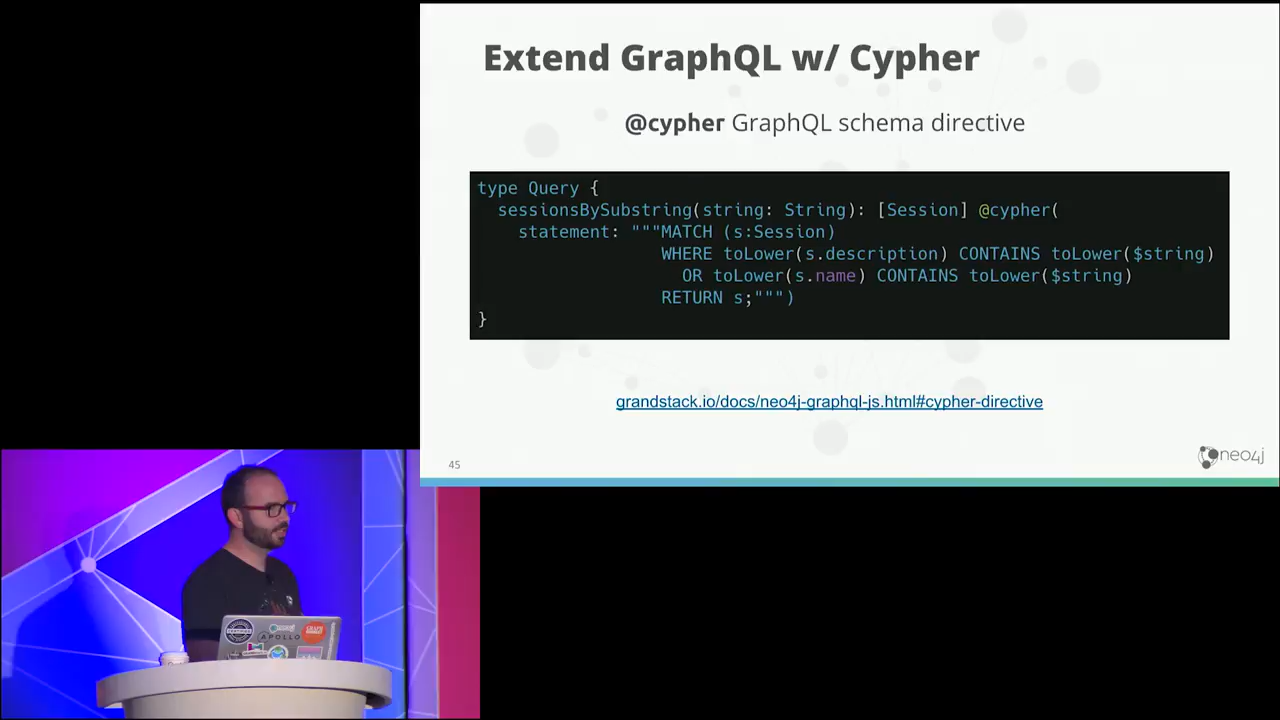 Extend GraphQL w/ Cypher
@cypher GraphQL schema directive
type Query {
sessionsBySubstring(string: String): [Session] @cypher(
statement: """MATCH (s:Session)
WHERE toLower(s.description) CONTAINS toLower($string)
OR toLower(s.name) CONTAINS toLower($string)
RETURN s;""")
}
grandstack.io/docs/neo4j-graphql-js.html#cypher-directive
45
neo4j
APOLLO